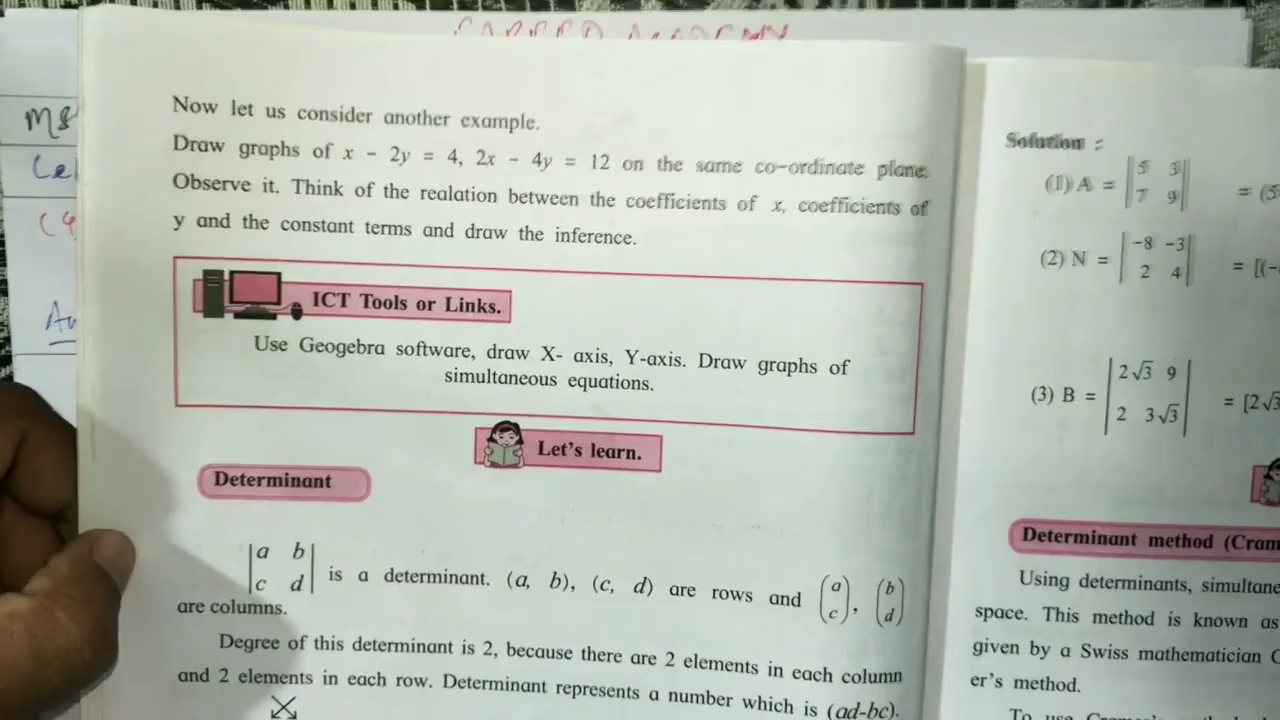 Now let us consider another example.
Draw graphs of x - 2y = 4, 2x - 4y = 12 on the same co-ordinate plane.
Observe it. Think of the realation between the coefficients of x, coefficients of
y and the constant terms and draw the inference.
ICT Tools or Links.
Use Geogebra software, draw X- axis, Y-axis. Draw graphs of
simultaneous equations.
Let's learn.
Determinant
|a b|
|c d| is a determinant. (a, b), (c, d) are rows and (a c), (b d)
are columns.
Degree of this determinant is 2, because there are 2 elements in each column
and 2 elements in each row. Determinant represents a number which is (ad-bc).
Solution :
(1) A = |5 3|
|7 9| = (5
(2) N = |-8 -3|
|2 4| = [(-
(3) B = |2√3 9|
|2 3√3| = [2√3
Determinant method (Cram
Using determinants, simultane
space. This method is known as
given by a Swiss mathematician
er's method.